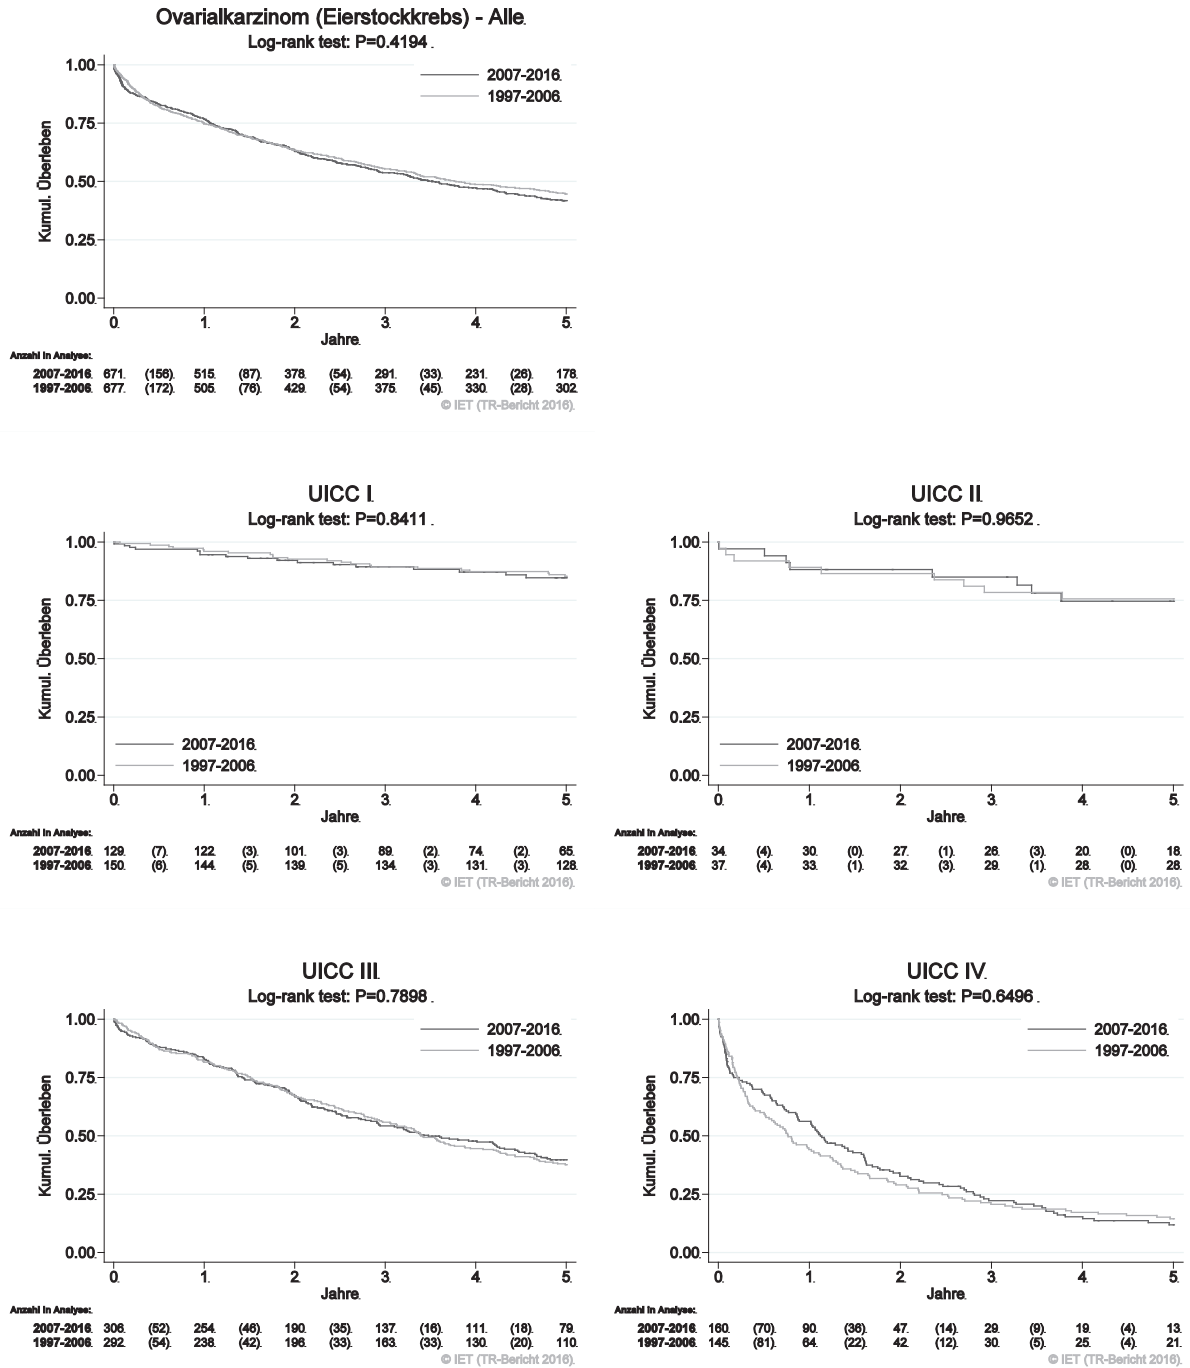 Ovarialkarzinom (Eierstockkrebs) - Alle.
Log-rank test: P=0.4194 .
2007-2016.
1997-2006.
Kumul. Überleben
1.00.
0.75.
0.50.
0.25.
0.00.
0. 1. 2. 3. 4. 5.
Jahre.
Anzahl in Analyse:.
2007-2016. 671. (156). 515. (87). 378. (54). 291. (33). 231. (26). 178.
1997-2006. 677. (172). 505. (76). 429. (54). 375. (45). 330. (28). 302.
© IET (TR-Bericht 2016).
UICC I.
Log-rank test: P=0.8411 .
Kumul. Überleben
1.00.
0.75.
0.50.
0.25.
0.00.
2007-2016.
1997-2006.
0. 1. 2. 3. 4. 5.
Jahre.
Anzahl in Analyse:.
2007-2016. 129. (7). 122. (3). 101. (3). 89. (2). 74. (2). 65.
1997-2006. 150. (6). 144. (5). 139. (5). 134. (3). 131. (3). 128.
© IET (TR-Bericht 2016).
UICC II.
Log-rank test: P=0.9652 .
Kumul. Überleben
1.00.
0.75.
0.50.
0.25.
0.00.
2007-2016.
1997-2006.
0. 1. 2. 3. 4. 5.
Jahre.
Anzahl in Analyse:.
2007-2016. 34. (4). 30. (0). 27. (1). 26. (3). 20. (0). 18.
1997-2006. 37. (4). 33. (1). 32. (3). 29. (1). 28. (0). 28.
© IET (TR-Bericht 2016).
UICC III.
Log-rank test: P=0.7898 .
2007-2016.
1997-2006.
Kumul. Überleben
1.00.
0.75.
0.50.
0.25.
0.00.
0. 1. 2. 3. 4. 5.
Jahre.
Anzahl in Analyse:.
2007-2016. 306. (52). 254. (46). 190. (35). 137. (16). 111. (18). 79.
1997-2006. 292. (54). 238. (42). 196. (33). 163. (33). 130. (20). 110.
© IET (TR-Bericht 2016).
UICC IV.
Log-rank test: P=0.6496 .
2007-2016.
1997-2006.
Kumul. Überleben
1.00.
0.75.
0.50.
0.25.
0.00.
0. 1. 2. 3. 4. 5.
Jahre.
Anzahl in Analyse:.
2007-2016. 160. (70). 90. (36). 47. (14). 29. (9). 19. (4). 13.
1997-2006. 145. (81). 64. (22). 42. (12). 30. (5). 25. (4). 21.
© IET (TR-Bericht 2016).